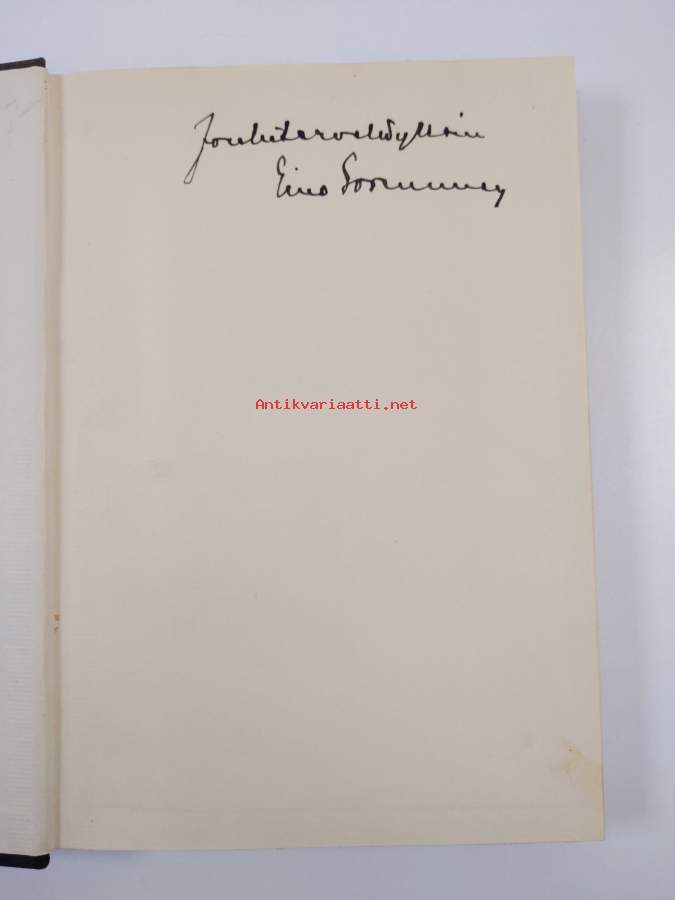 Joulutervehdyksin
Eino Sormunen
Antikvariaatti.net